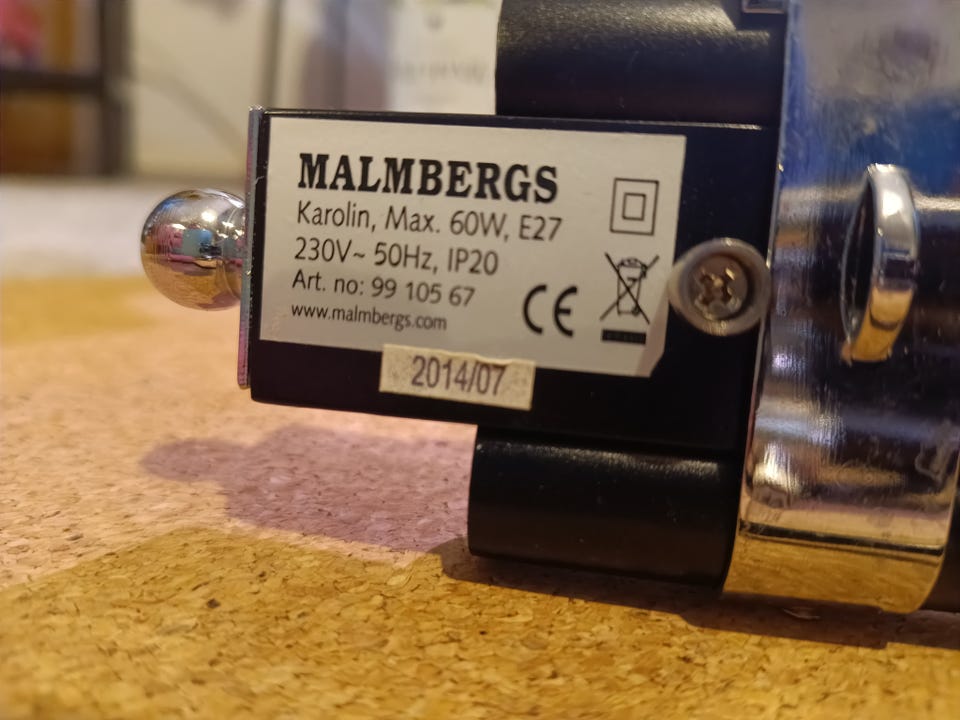 MALMBERGS
Karolin, Max. 60W, E27
230V~ 50Hz, IP20
Art. no: 99 105 67
www.malmbergs.com
CE
2014/07